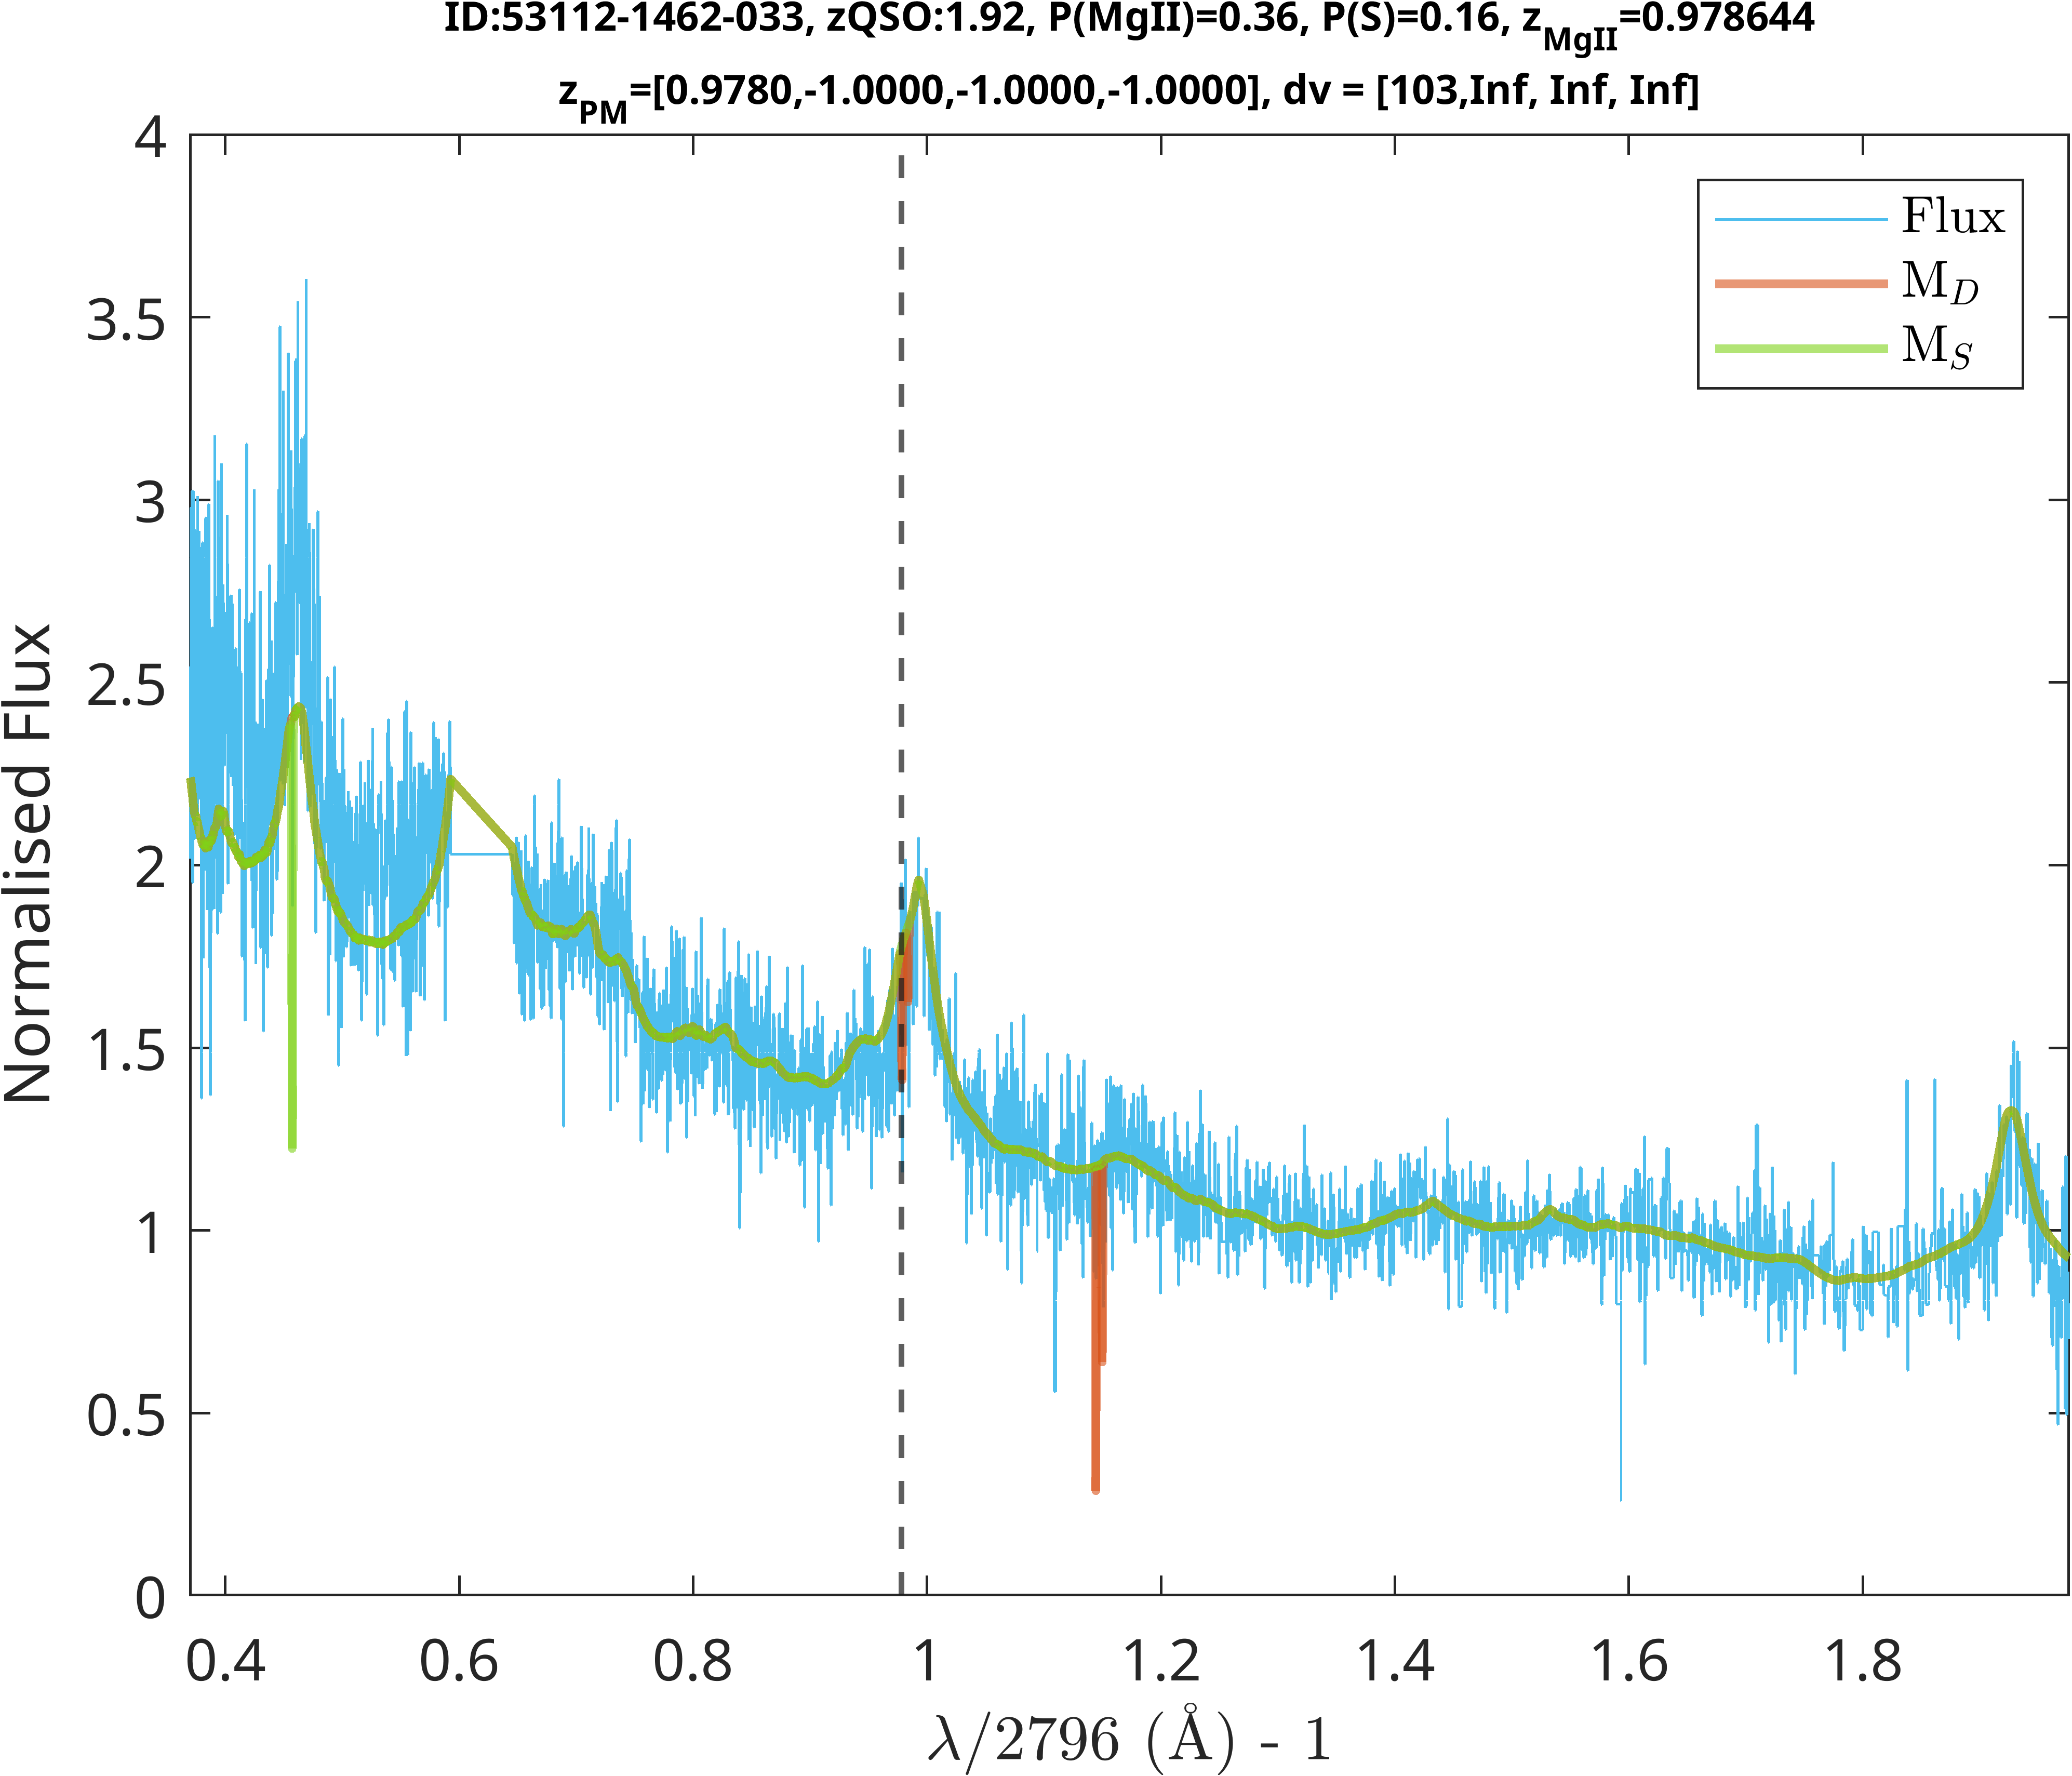 ID:53112-1462-033, zQSO:1.92, P(MgII)=0.36, P(S)=0.16, zMgII=0.978644
zPM=[0.9780,-1.0000,-1.0000,-1.0000], dv = [103,Inf, Inf, Inf]
4
3.5
3
2.5
2
1.5
1
0.5
0
Normalised Flux
Flux
MD
MS
0.4 0.6 0.8 1 1.2 1.4 1.6 1.8
λ/2796 (Å) - 1